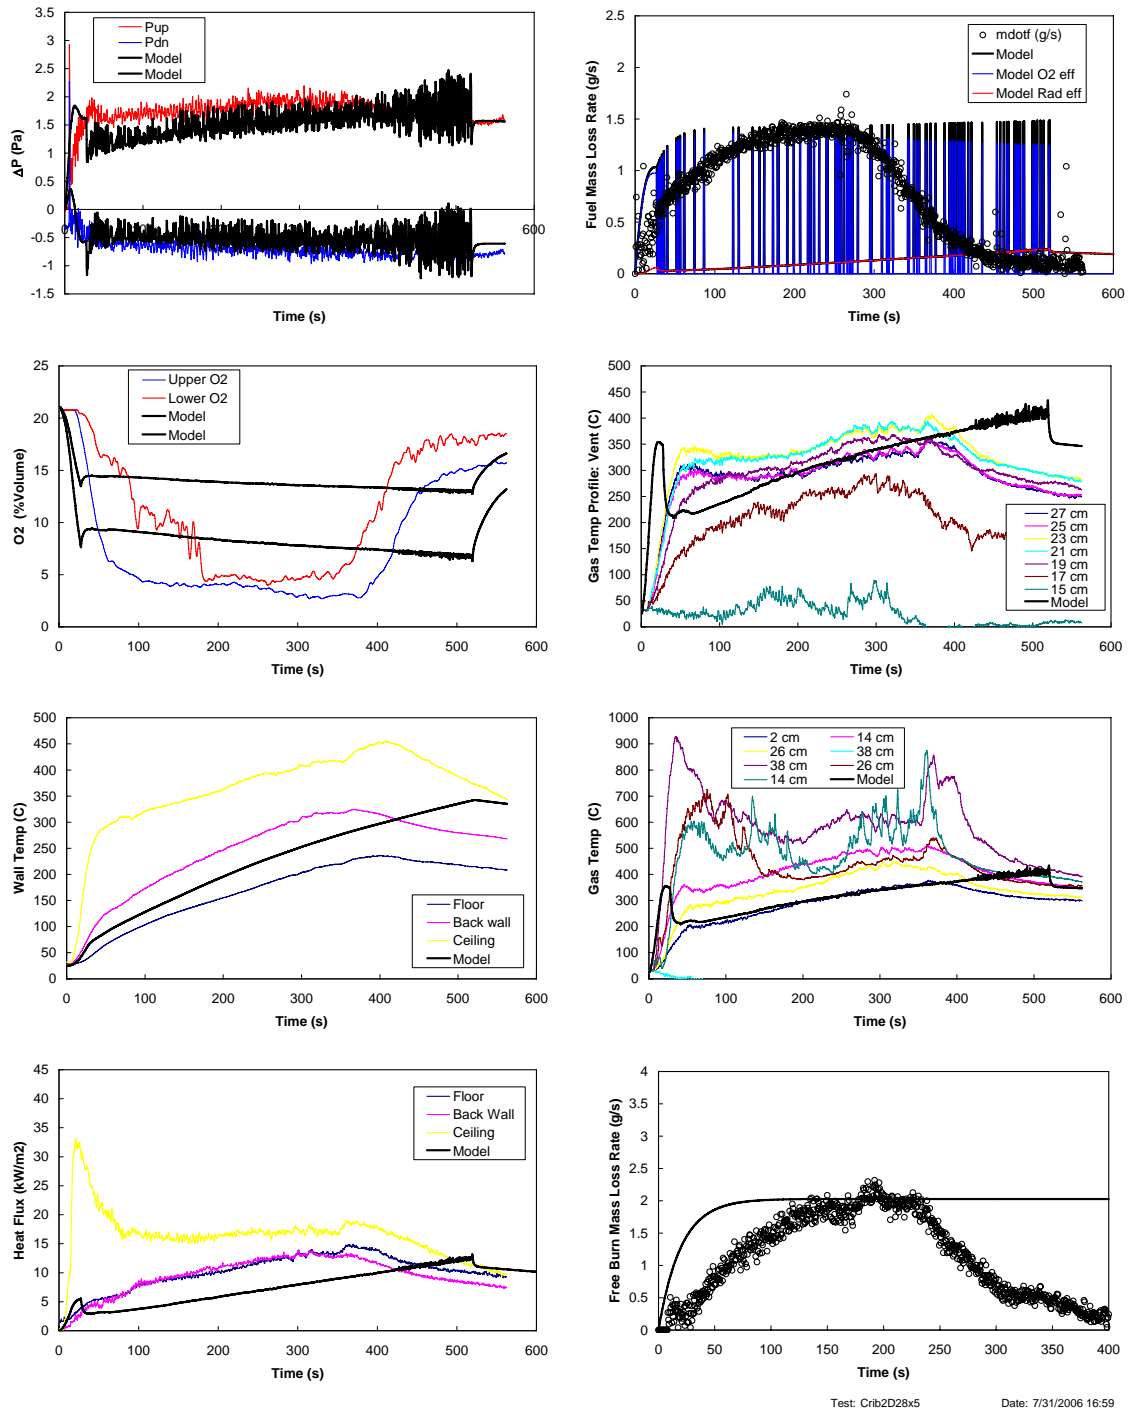 3.5
3
2.5
2
1.5
1
0.5
0
-0.5
-1
-1.5
ΔP (Pa)
Pup
Pdn
Model
Model
0 100 200 300 400 500 600
Time (s)
2.5
2
1.5
1
0.5
0
Fuel Mass Loss Rate (g/s)
mdotf (g/s)
Model
Model O2 eff
Model Rad eff
0 100 200 300 400 500 600
Time (s)
25
20
15
10
5
0
O2 (%Volume)
Upper O2
Lower O2
Model
Model
0 100 200 300 400 500 600
Time (s)
500
450
400
350
300
250
200
150
100
50
0
Gas Temp Profile: Vent (C)
27 cm
25 cm
23 cm
21 cm
19 cm
17 cm
15 cm
Model
0 100 200 300 400 500 600
Time (s)
500
450
400
350
300
250
200
150
100
50
0
Wall Temp (C)
Floor
Back wall
Ceiling
Model
0 100 200 300 400 500 600
Time (s)
1000
900
800
700
600
500
400
300
200
100
0
Gas Temp (C)
2 cm 14 cm
26 cm 38 cm
38 cm 26 cm
14 cm Model
0 100 200 300 400 500 600
Time (s)
45
40
35
30
25
20
15
10
5
0
Heat Flux (kW/m2)
Floor
Back Wall
Ceiling
Model
0 100 200 300 400 500 600
Time (s)
4
3.5
3
2.5
2
1.5
1
0.5
0
Free Burn Mass Loss Rate (g/s)
0 50 100 150 200 250 300 350 400
Time (s)
Test: Crib2D28x5 Date: 7/31/2006 16:59